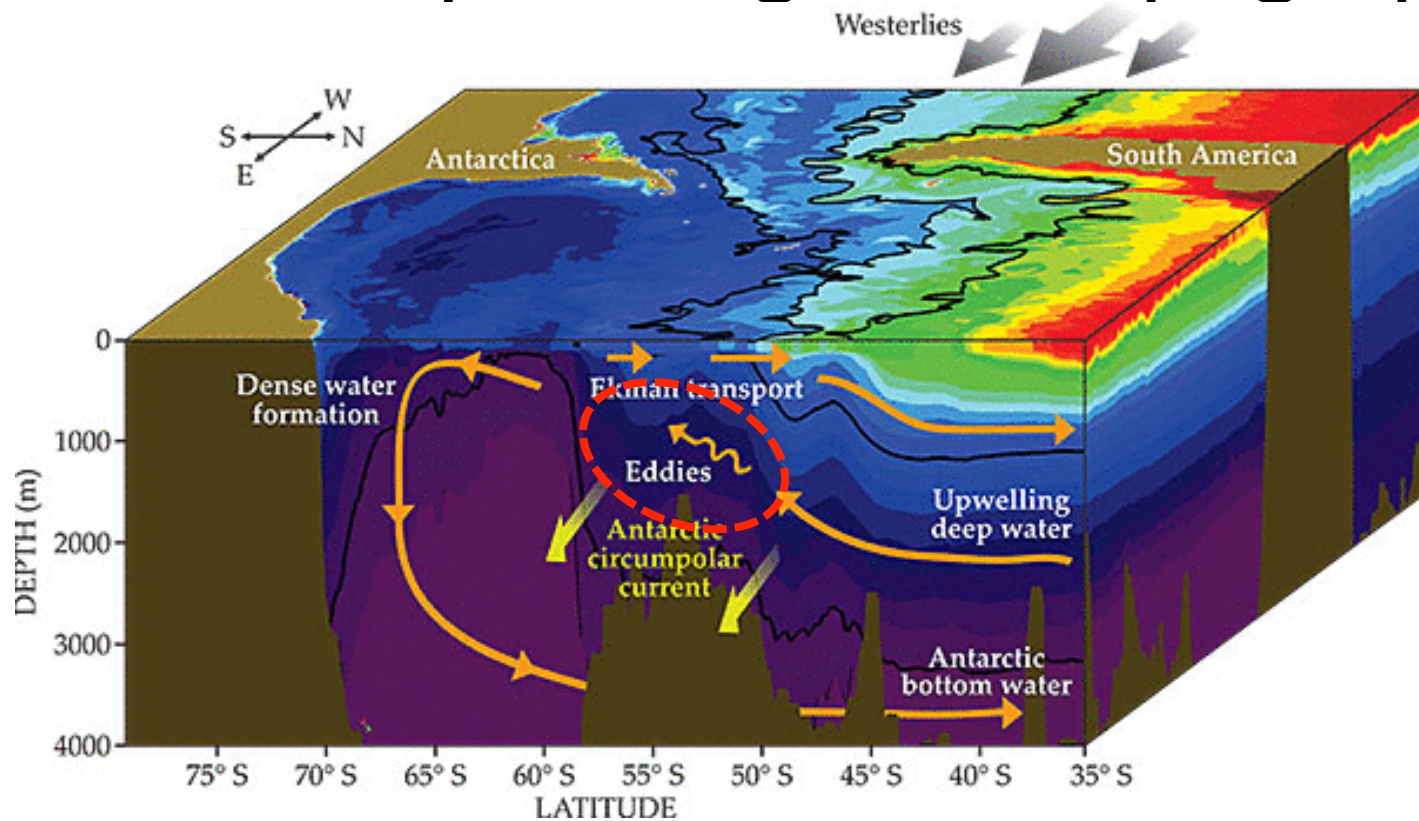 Westerlies
W
S
N
E
Antarctica
South America
0
Dense water
formation
Ekman transport
1000
Eddies
Upwelling
deep water
DEPTH (m)
2000
Antarctic
circumpolar
current
3000
Antarctic
bottom water
4000
75° S
70° S
65° S
60° S
55° S
50° S
45° S
40° S
35° S
LATITUDE